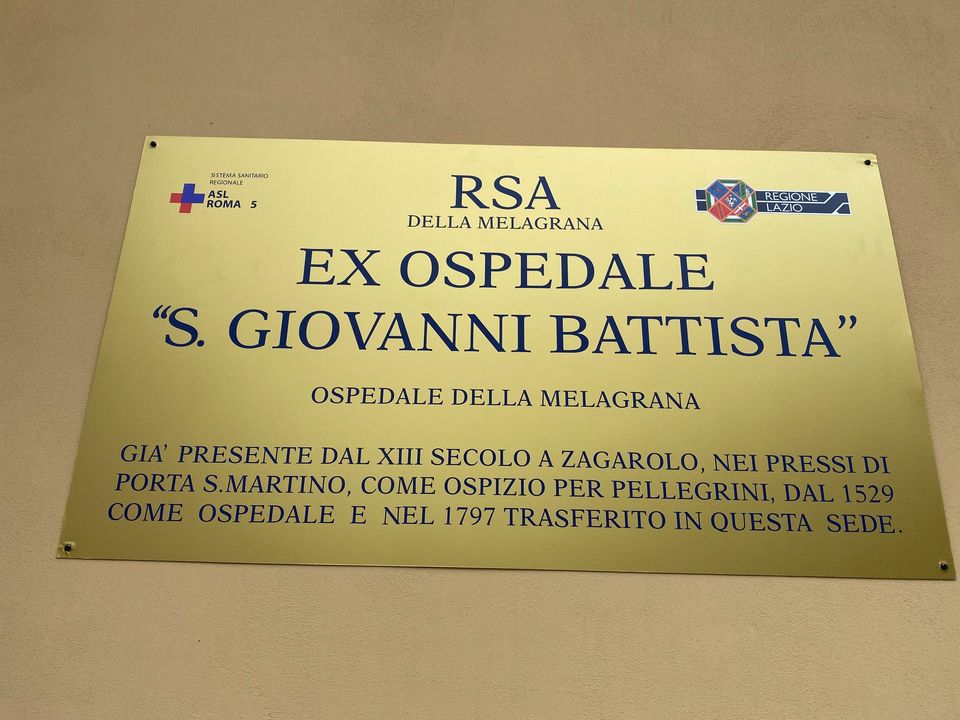 SISTEMA SANITARIO
REGIONALE
ASL
ROMA 5
RSA
DELLA MELAGRANA
REGIONE
LAZIO
EX OSPEDALE
“S. GIOVANNI BATTISTA”
OSPEDALE DELLA MELAGRANA
GIA’ PRESENTE DAL XIII SECOLO A ZAGAROLO, NEI PRESSI DI
PORTA S.MARTINO, COME OSPIZIO PER PELLEGRINI, DAL 1529
COME OSPEDALE E NEL 1797 TRASFERITO IN QUESTA SEDE.